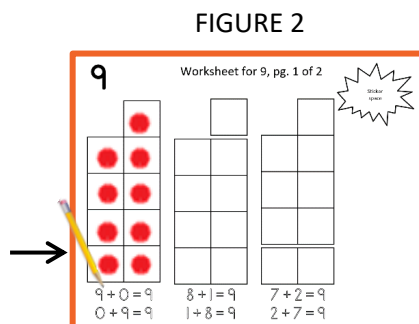 FIGURE 2
9
Worksheet for 9, pg. 1 of 2
Sticker
space
9+0=9
8+1=9
7+2=9
0+9=9
1+8=9
2+7=9